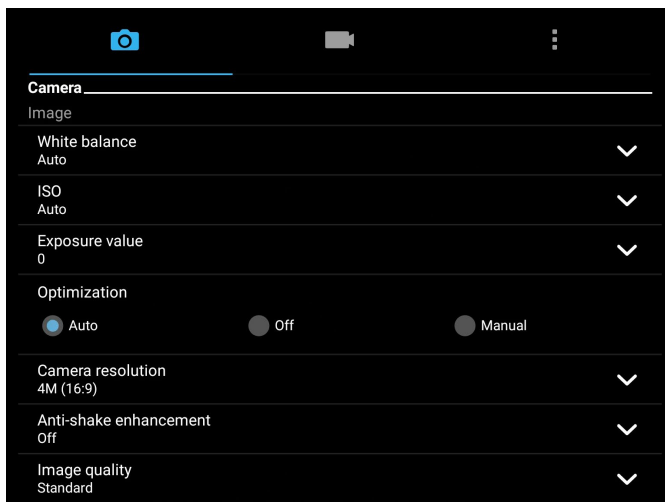 Camera
Image
White balance
Auto
ISO
Auto
Exposure value
0
Optimization
Auto Off Manual
Camera resolution
4M (16:9)
Anti-shake enhancement
Off
Image quality
Standard